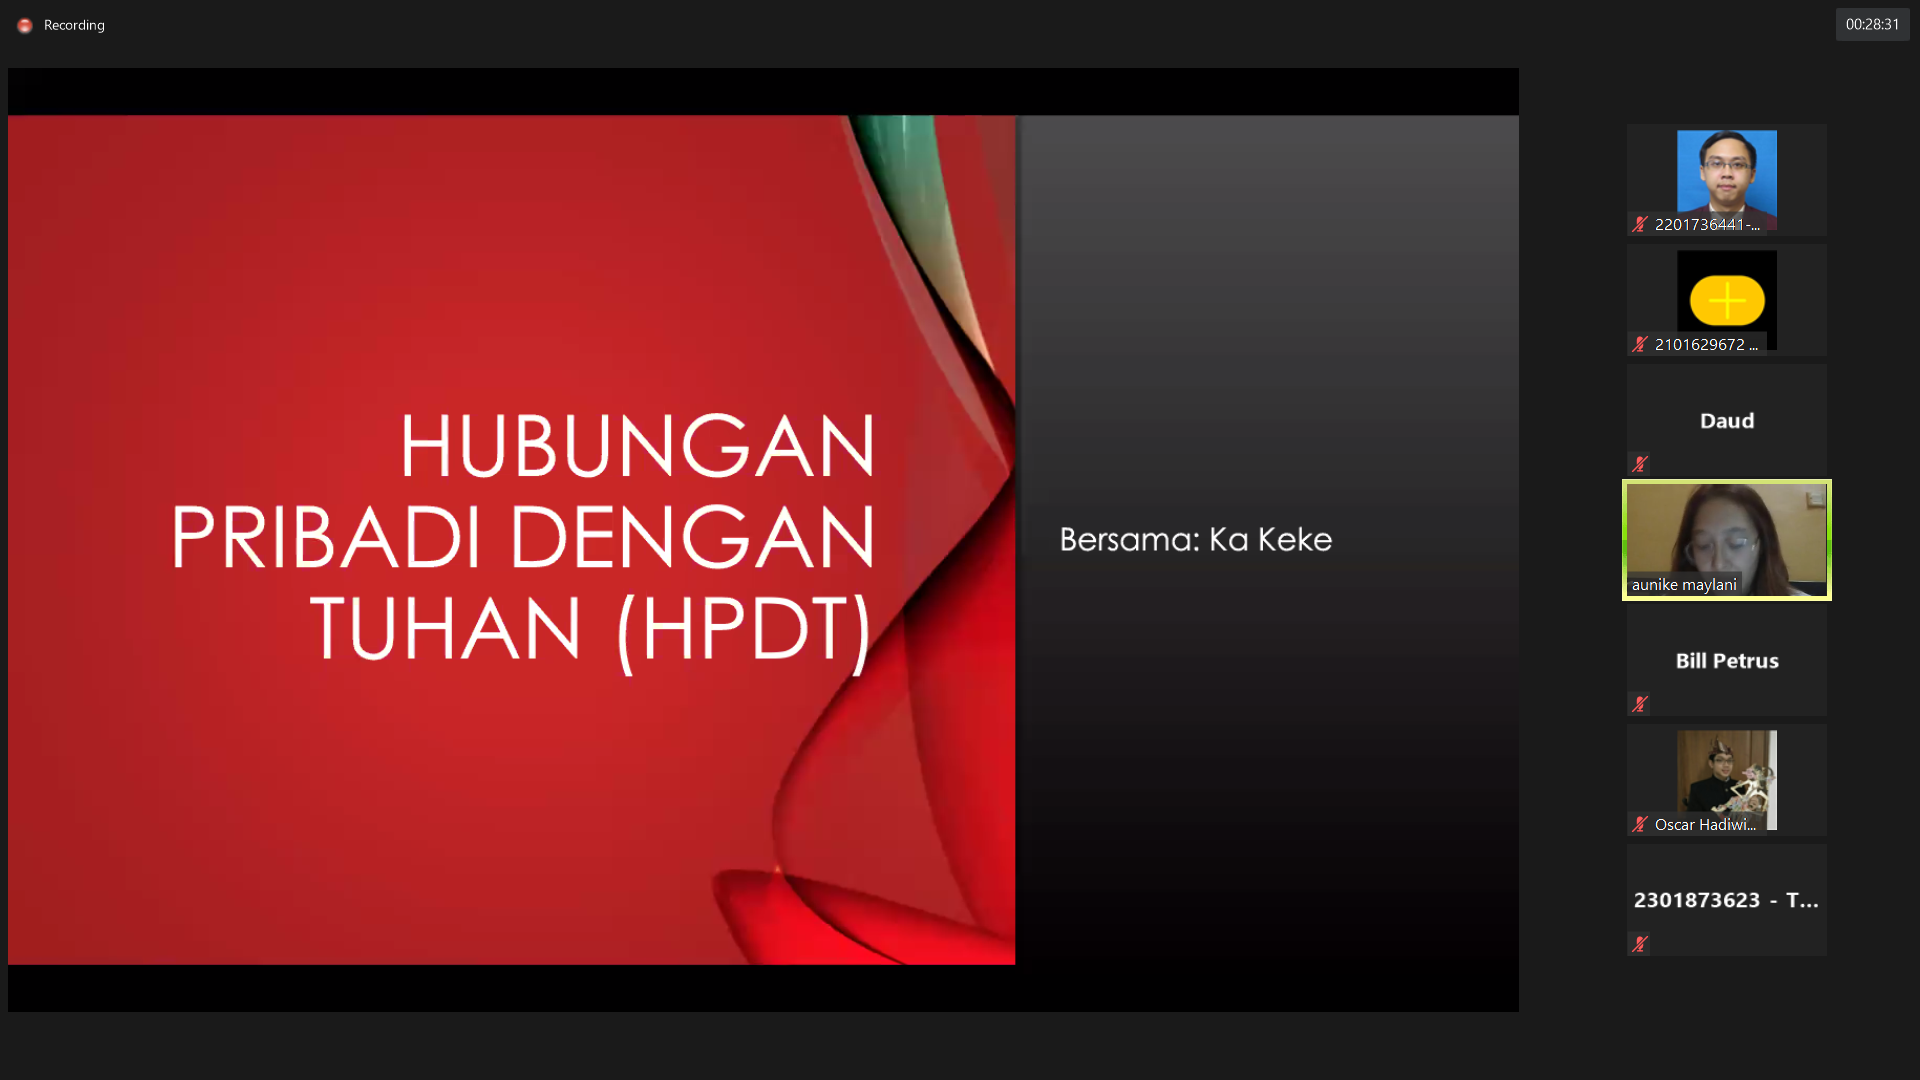 Recording
00:28:31
HUBUNGAN
PRIBADI DENGAN
TUHAN (HPDT)
Bersama: Ka Keke
2201736441-...
2101629672 ...
Daud
aunike maylani
Bill Petrus
Oscar Hadiwi...
2301873623 - T...